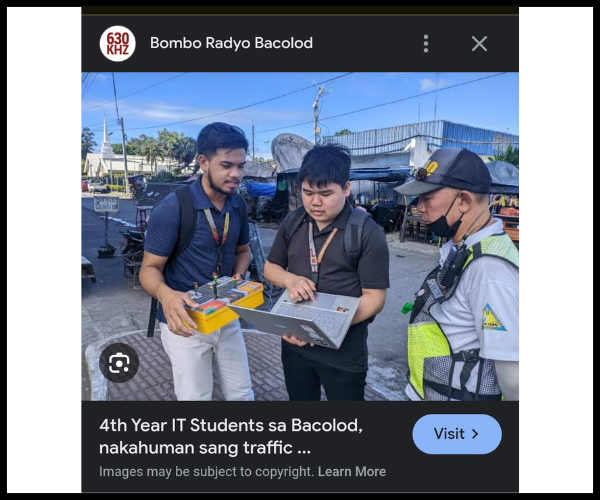 630
KHZ
Bombo Radyo Bacolod
4th Year IT Students sa Bacolod,
nakahuman sang traffic ...
Visit
Images may be subject to copyright. Learn More